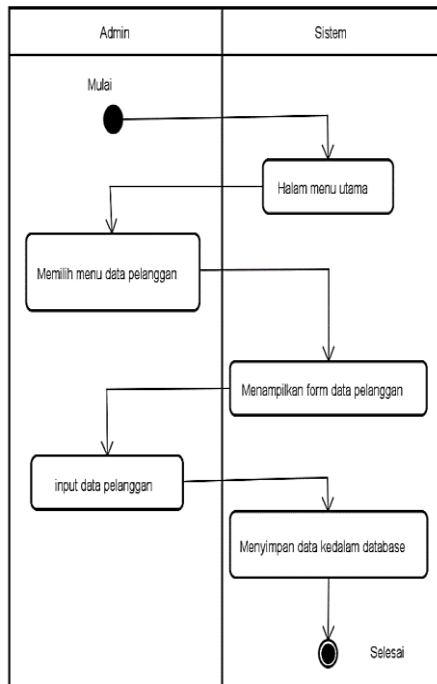 Admin
Sistem
Mulai
Halam menu utama
Memilih menu data pelanggan
Menampilkan form data pelanggan
input data pelanggan
Menyimpan data kedalam database
Selesai